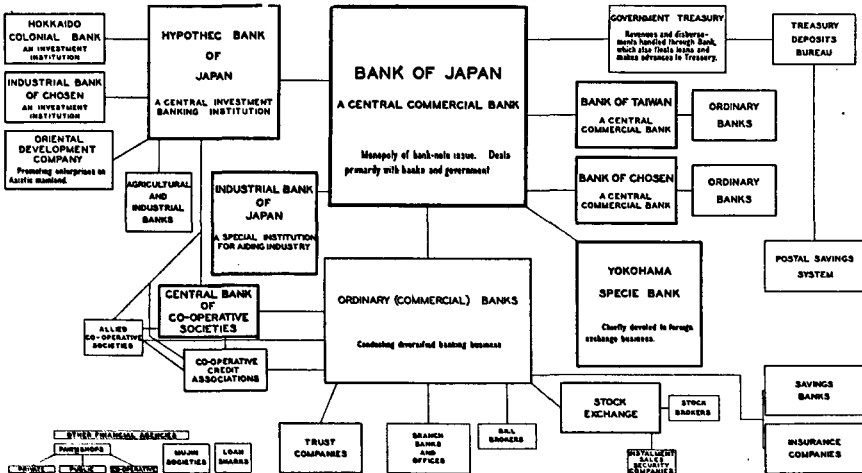 HOKKAIDO
COLONIAL BANK
AN INVESTMENT
INSTITUTION
INDUSTRIAL BANK
OF CHOSEN
AN INVESTMENT
INSTITUTION
ORIENTAL
DEVELOPMENT
COMPANY
Promoting enterprises on
Asiatic mainland.
HYPOTHEC BANK
OF
JAPAN
A CENTRAL INVESTMENT
BANKING INSTITUTION
AGRICULTURAL
AND
INDUSTRIAL
BANKS
INDUSTRIAL BANK
OF
JAPAN
A SPECIAL INSTITUTION
FOR AIDING INDUSTRY
BANK OF JAPAN
A CENTRAL COMMERCIAL BANK
Monopoly of bank-note issue. Deals
primarily with banks and government
GOVERNMENT TREASURY
Revenues and disburse-
ments handled through Bank,
which also floats loans and
makes advances to Treasury.
TREASURY
DEPOSITS
BUREAU
BANK OF TAIWAN
A CENTRAL
COMMERCIAL BANK
ORDINARY
BANKS
BANK OF CHOSEN
A CENTRAL
COMMERCIAL BANK
ORDINARY
BANKS
POSTAL SAVINGS
SYSTEM
YOKOHAMA
SPECIE BANK
Chiefly devoted to foreign
exchange business.
CENTRAL BANK
OF
CO-OPERATIVE
SOCIETIES
ALLIED
CO-OPERATIVE
SOCIETIES
CO-OPERATIVE
CREDIT
ASSOCIATIONS
ORDINARY (COMMERCIAL) BANKS
Conducting diversified banking business
TRUST
COMPANIES
BRANCH
BANKS
AND
OFFICES
BILL
BROKERS
STOCK
EXCHANGE
STOCK
BROKERS
INSTALMENT
SALES
SECURITY
COMPANIES
SAVINGS
BANKS
INSURANCE
COMPANIES
OTHER FINANCIAL AGENCIES
PAWNSHOPS
PRIVATE
PUBLIC
CO-OPERATIVE
MUJIN
SOCIETIES
LOAN
SHARKS